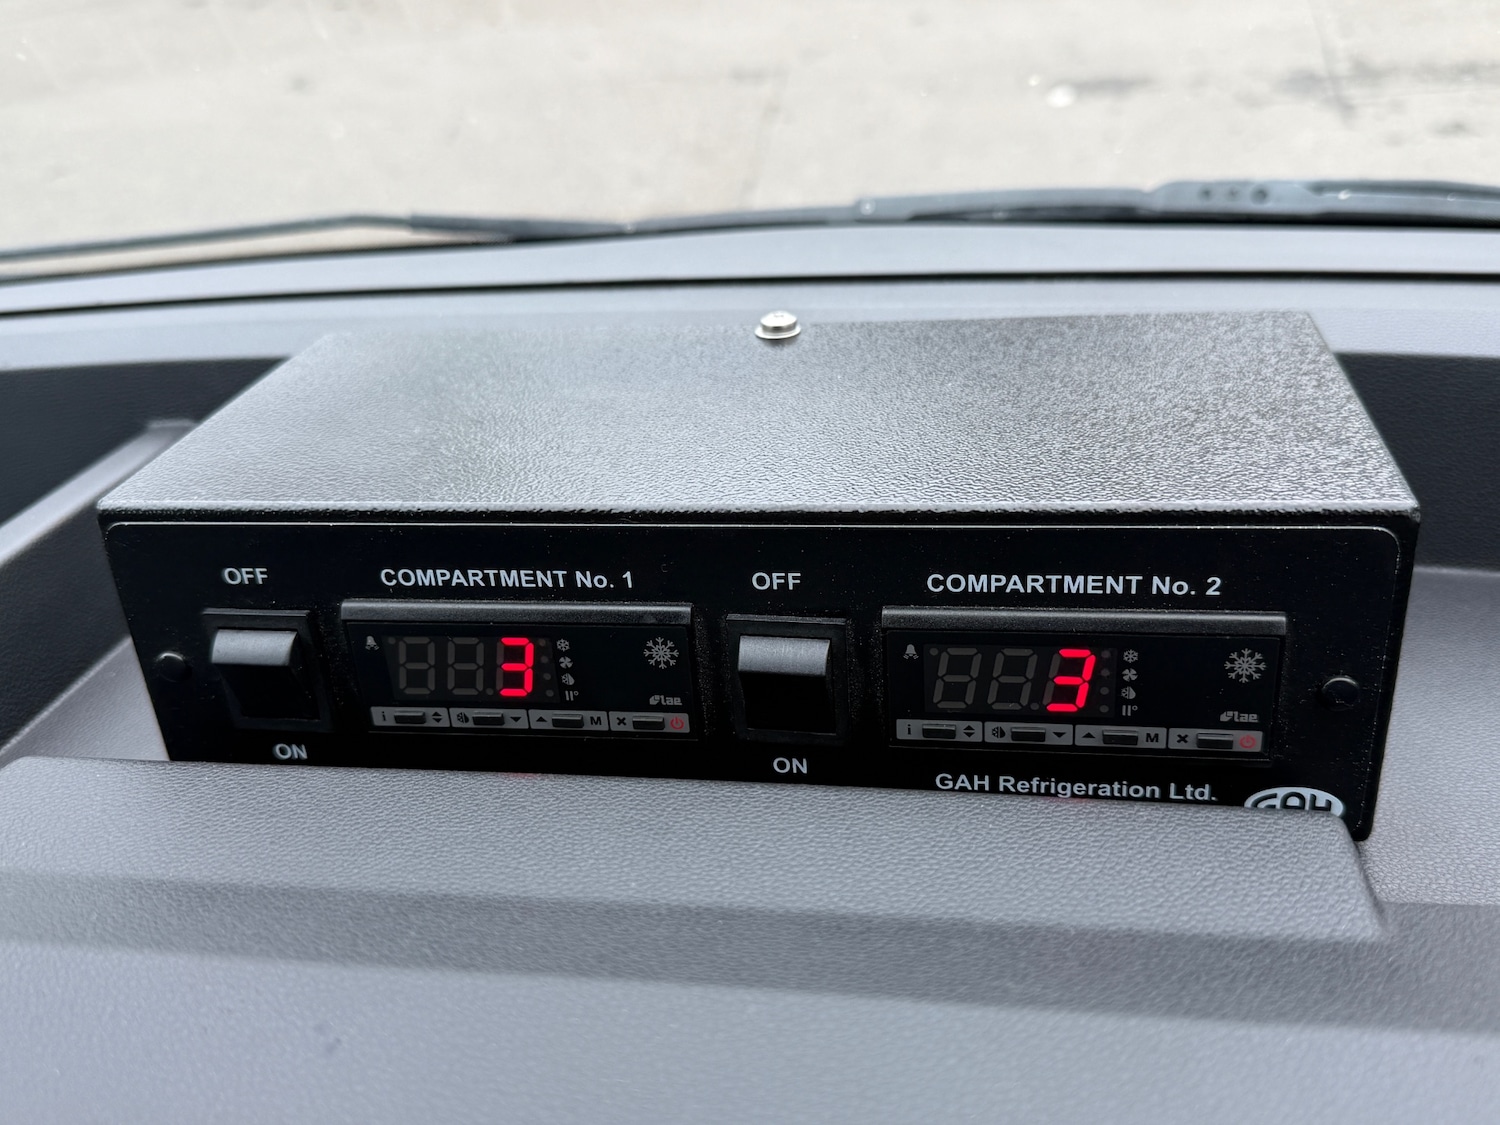 OFF
COMPARTMENT No. 1
OFF
COMPARTMENT No. 2
3
3
lae
lae
i
M
i
M
ON
ON
GAH Refrigeration Ltd.
GAH